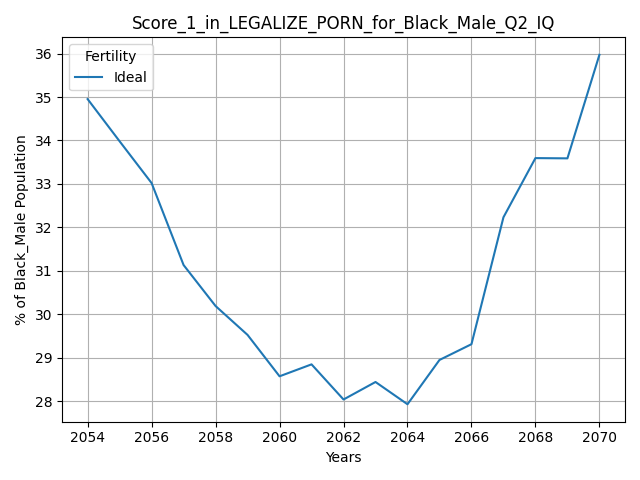 Score_1_in_LEGALIZE_PORN_for_Black_Male_Q2_IQ
Fertility
Ideal
% of Black_Male Population
36
35
34
33
32
31
30
29
28
2054 2056 2058 2060 2062 2064 2066 2068 2070
Years